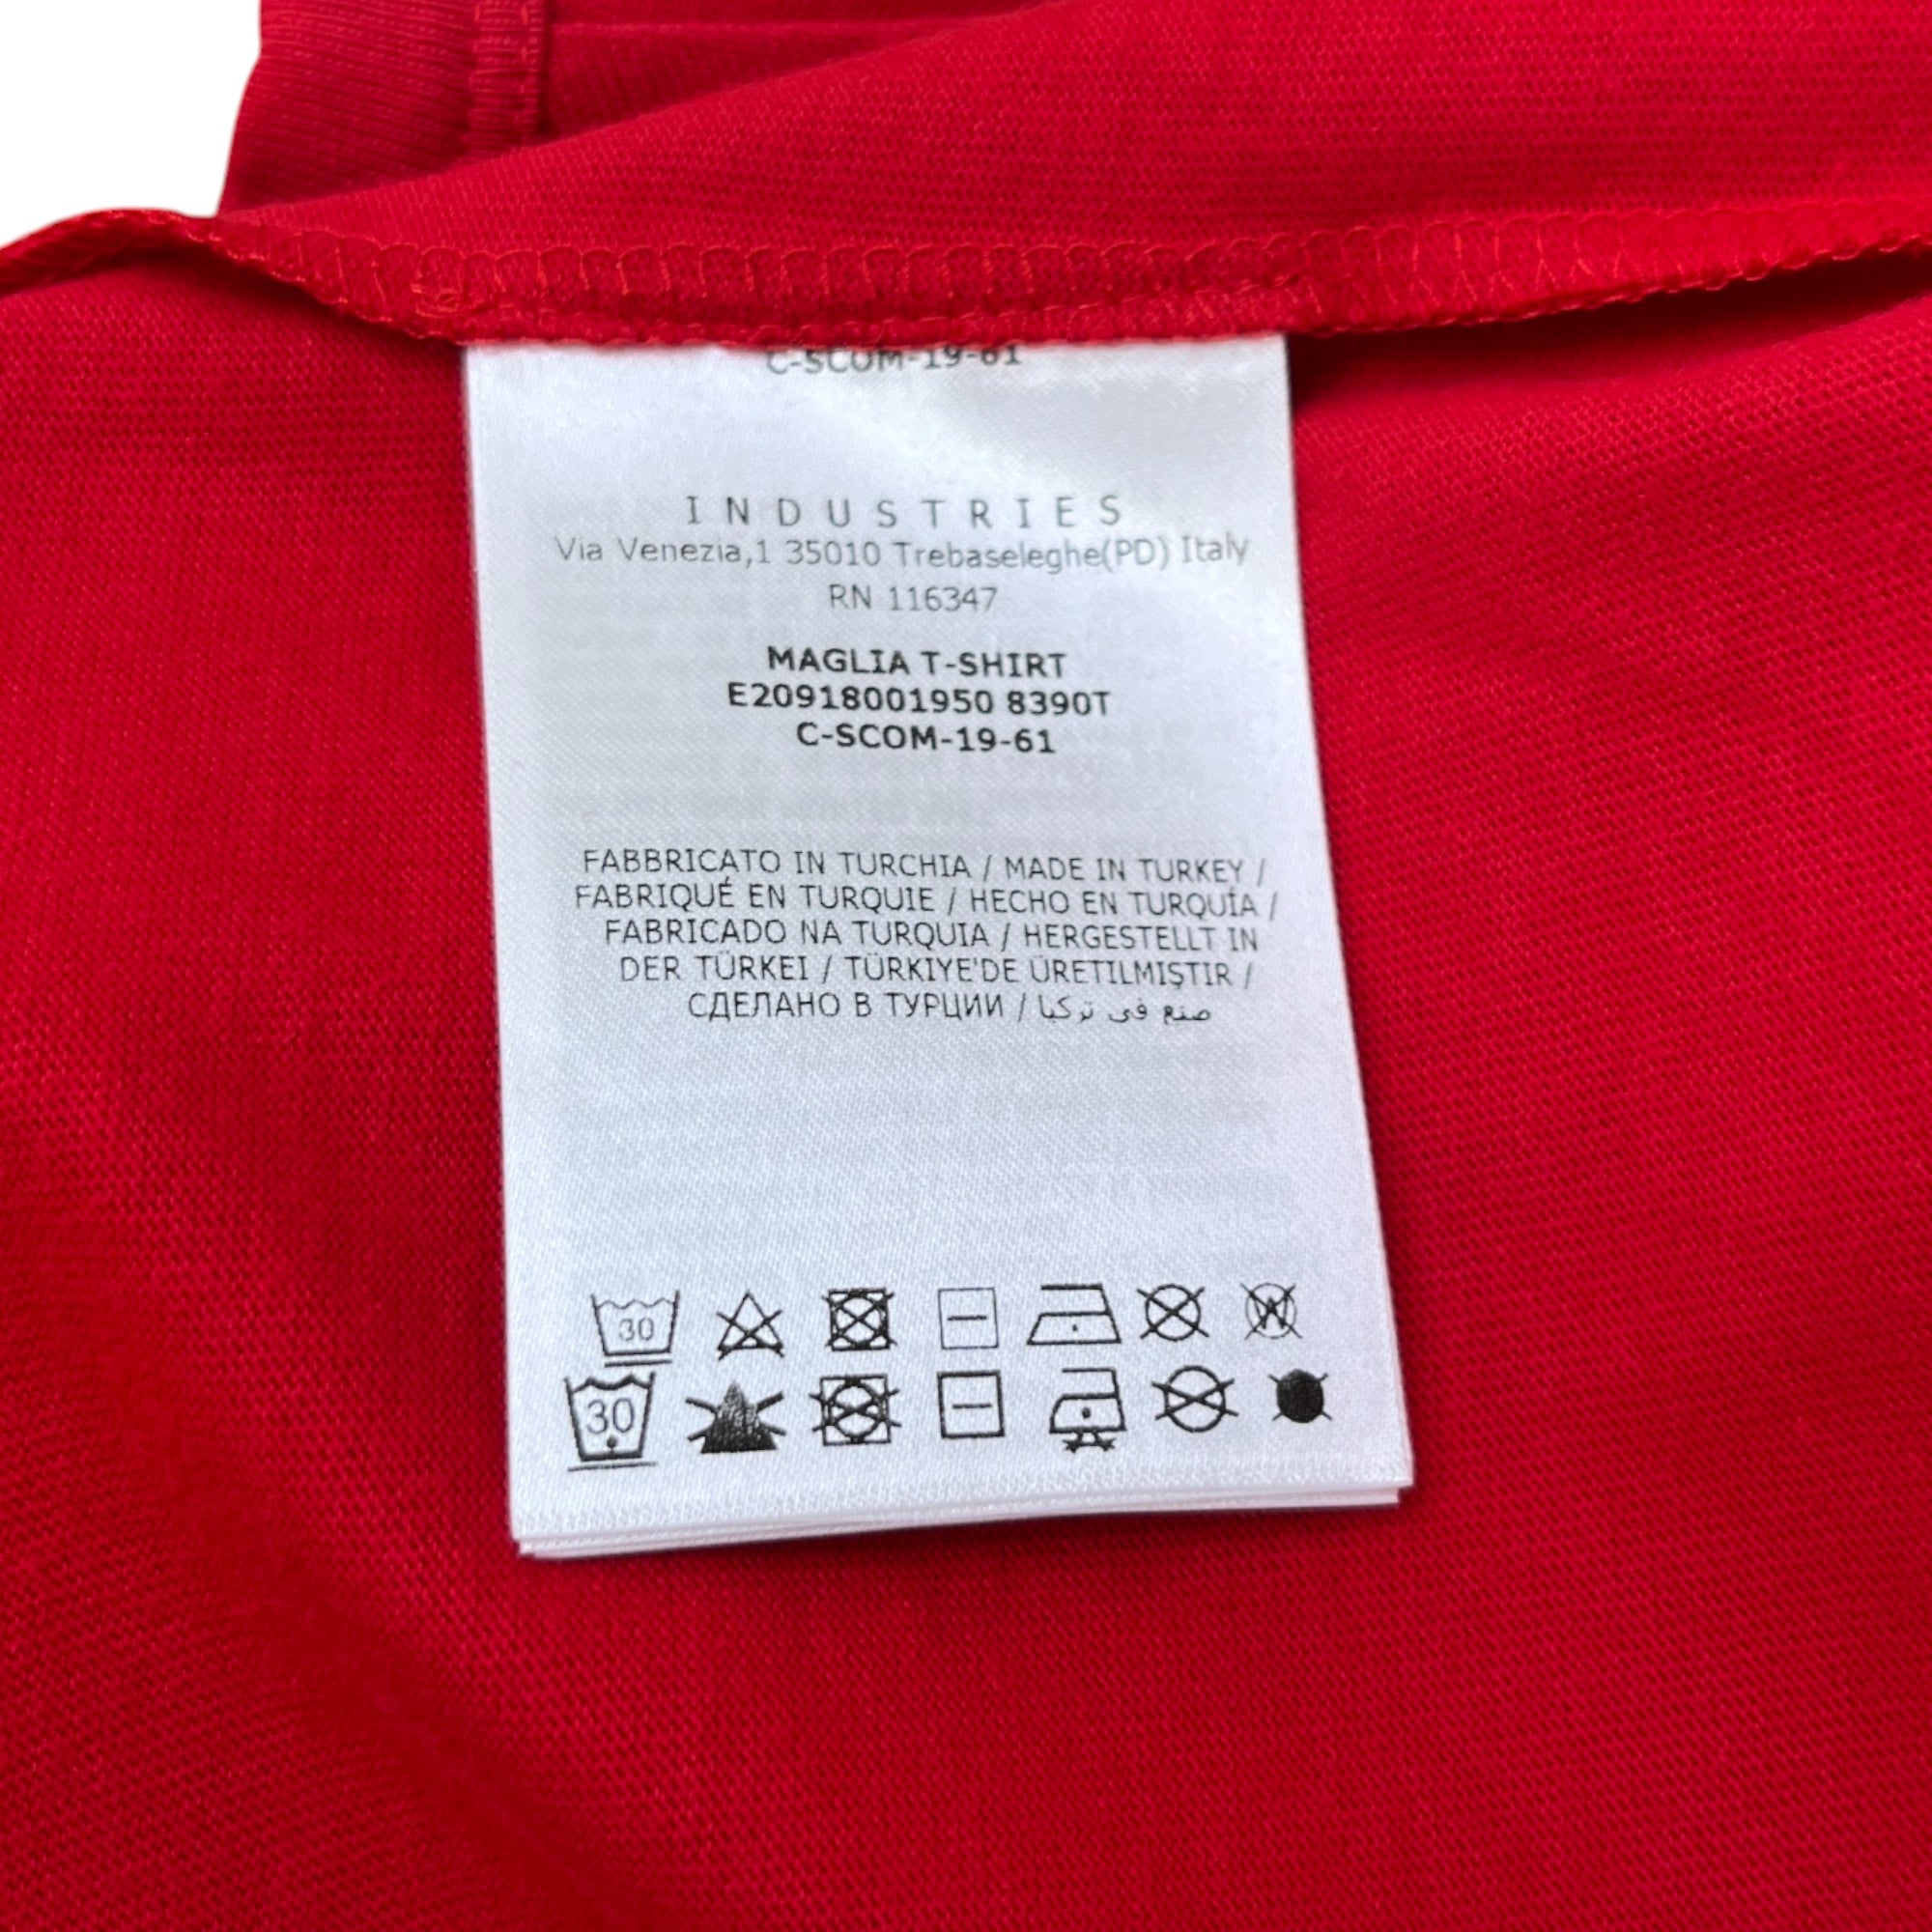 C-SCOM-19-61
INDUSTRIES
Via Venezia,1 35010 Trebaseleghe(PD) Italy
RN 116347
MAGLIA T-SHIRT
E20918001950 8390T
C-SCOM-19-61
FABBRICATO IN TURCHIA / MADE IN TURKEY /
FABRIQUÉ EN TURQUIE / HECHO EN TURQUÍA /
FABRICADO NA TURQUIA / HERGESTELLT IN
DER TÜRKEI / TÜRKIYE'DE ÜRETILMIŞTIR /
СДЕЛАНО В ТУРЦИИ / صنع في تركيا
30 W
30